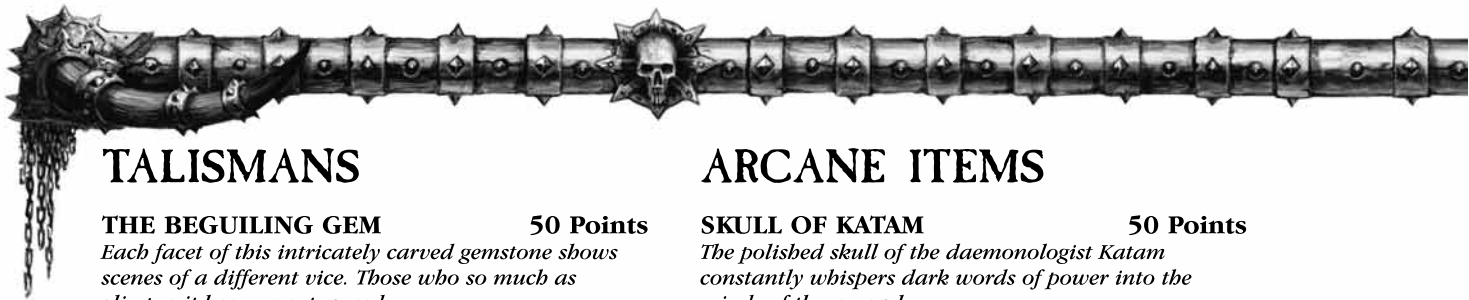 TALISMANS
THE BEGUILING GEM 50 Points
Each facet of this intricately carved gemstone shows
scenes of a different vice. Those who so much as
ARCANE ITEMS
SKULL OF KATAM 50 Points
The polished skull of the daemonologist Katam
constantly whispers dark words of power into the